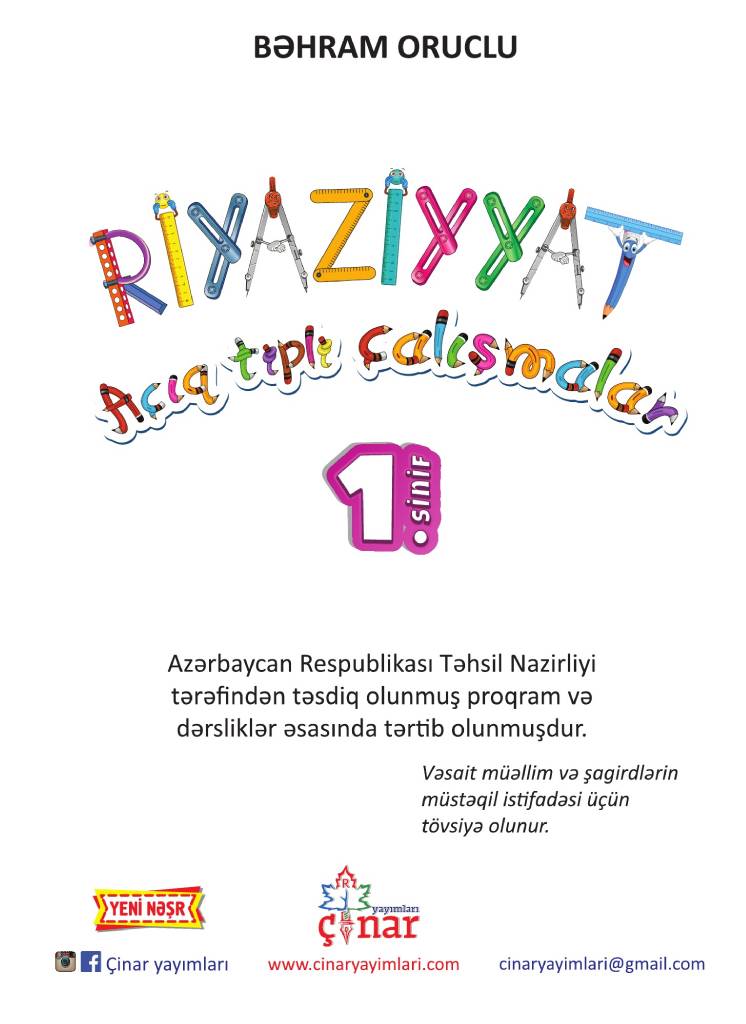 BƏHRAM ORUCLU
RİYAZİYYAT
Açıq tipli çalışmalar
1. sinif
Azərbaycan Respublikası Təhsil Nazirliyi
tərəfindən təsdiq olunmuş proqram və
dərsliklər əsasında tərtib olunmuşdur.
Vəsait müəllim və şagirdlərin
müstəqil istifadəsi üçün
tövsiyə olunur.
YENİ NƏŞR
yayımları
çinar
Çinar yayımları www.cinaryayimlari.com cinaryayimlari@gmail.com